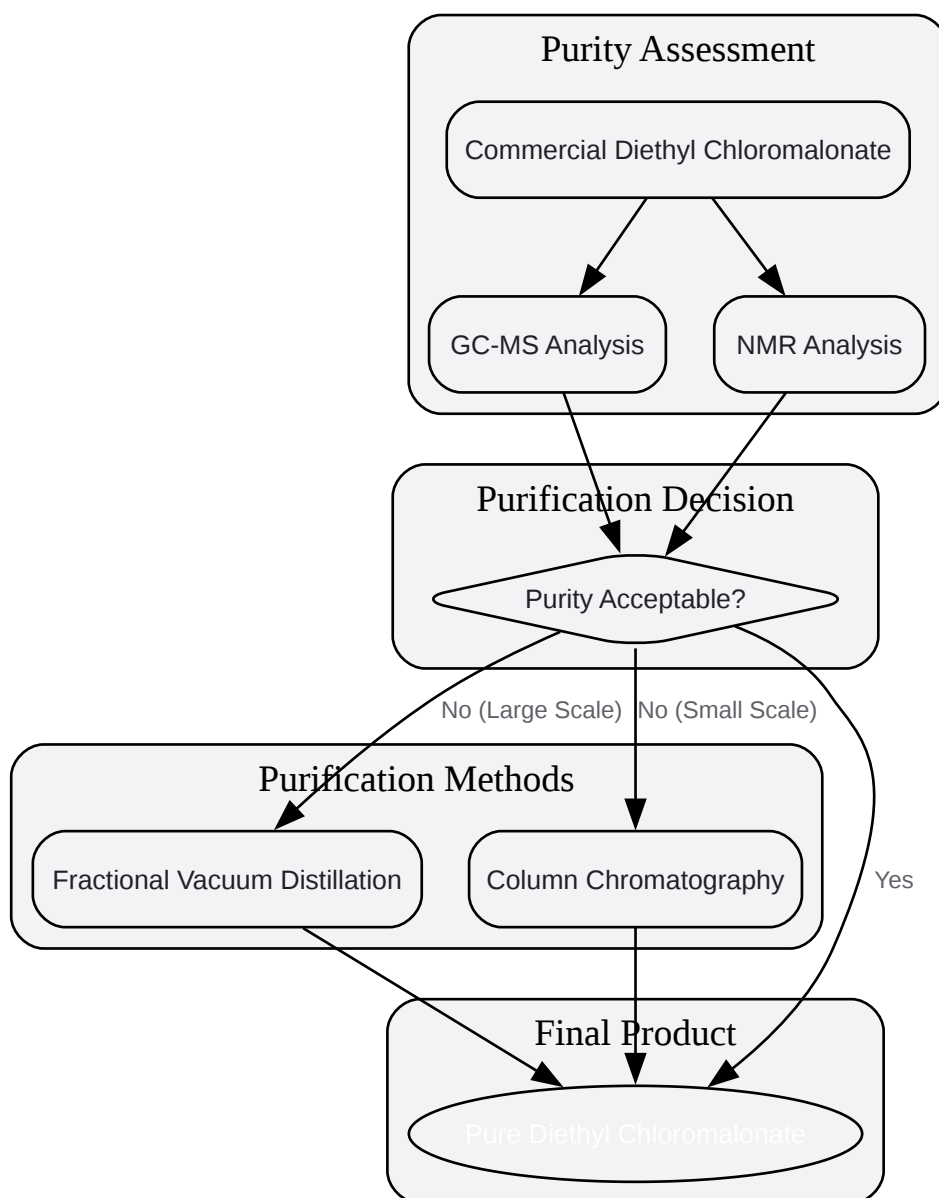 Purity Assessment
Commercial Diethyl Chloromalonate
GC-MS Analysis
NMR Analysis
Purification Decision
Purity Acceptable?
No (Large Scale)
No (Small Scale)
Purification Methods
Fractional Vacuum Distillation
Column Chromatography
Yes
Final Product
Pure Diethyl Chloromalonate